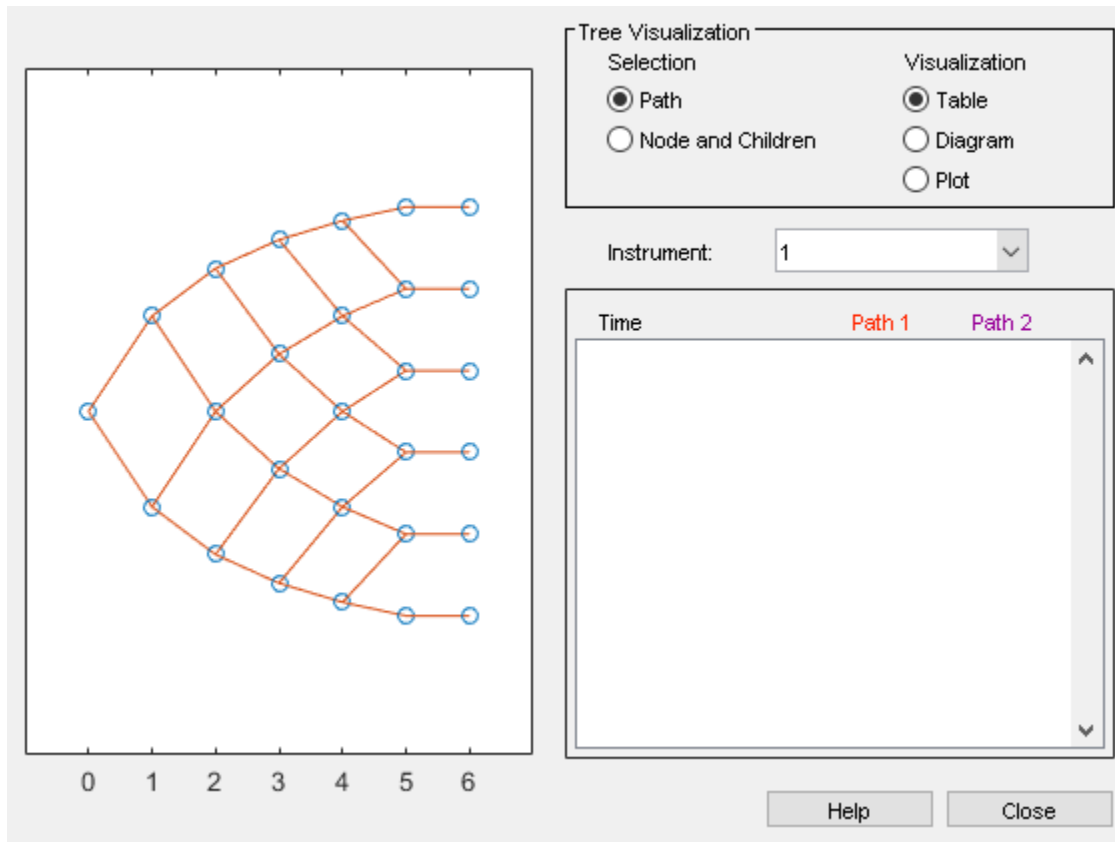 Tree Visualization
Selection
Visualization
Path
Table
Node and Children
Diagram
Plot
Instrument:
1
Time
Path 1
Path 2
0 1 2 3 4 5 6
Help
Close